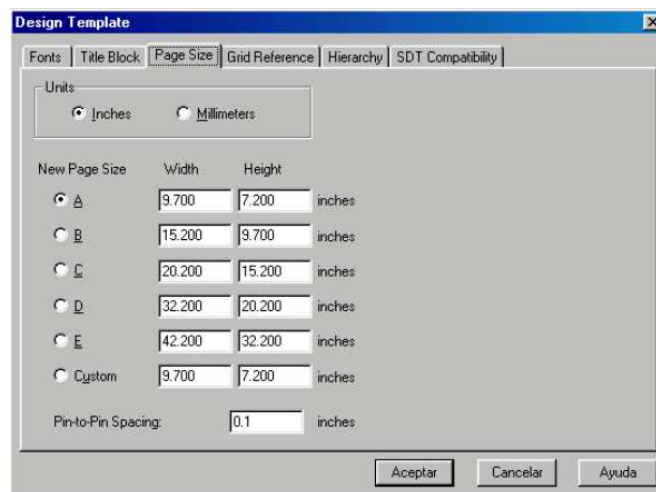 Design Template
Fonts Title Block Page Size Grid Reference Hierarchy SDT Compatibility
Units
Inches Millimeters
New Page Size Width Height
A 9.700 7.200 inches
B 15.200 9.700 inches
C 20.200 15.200 inches
D 32.200 20.200 inches
E 42.200 32.200 inches
Custom 9.700 7.200 inches
Pin-to-Pin Spacing: 0.1 inches
Aceptar Cancelar Ayuda